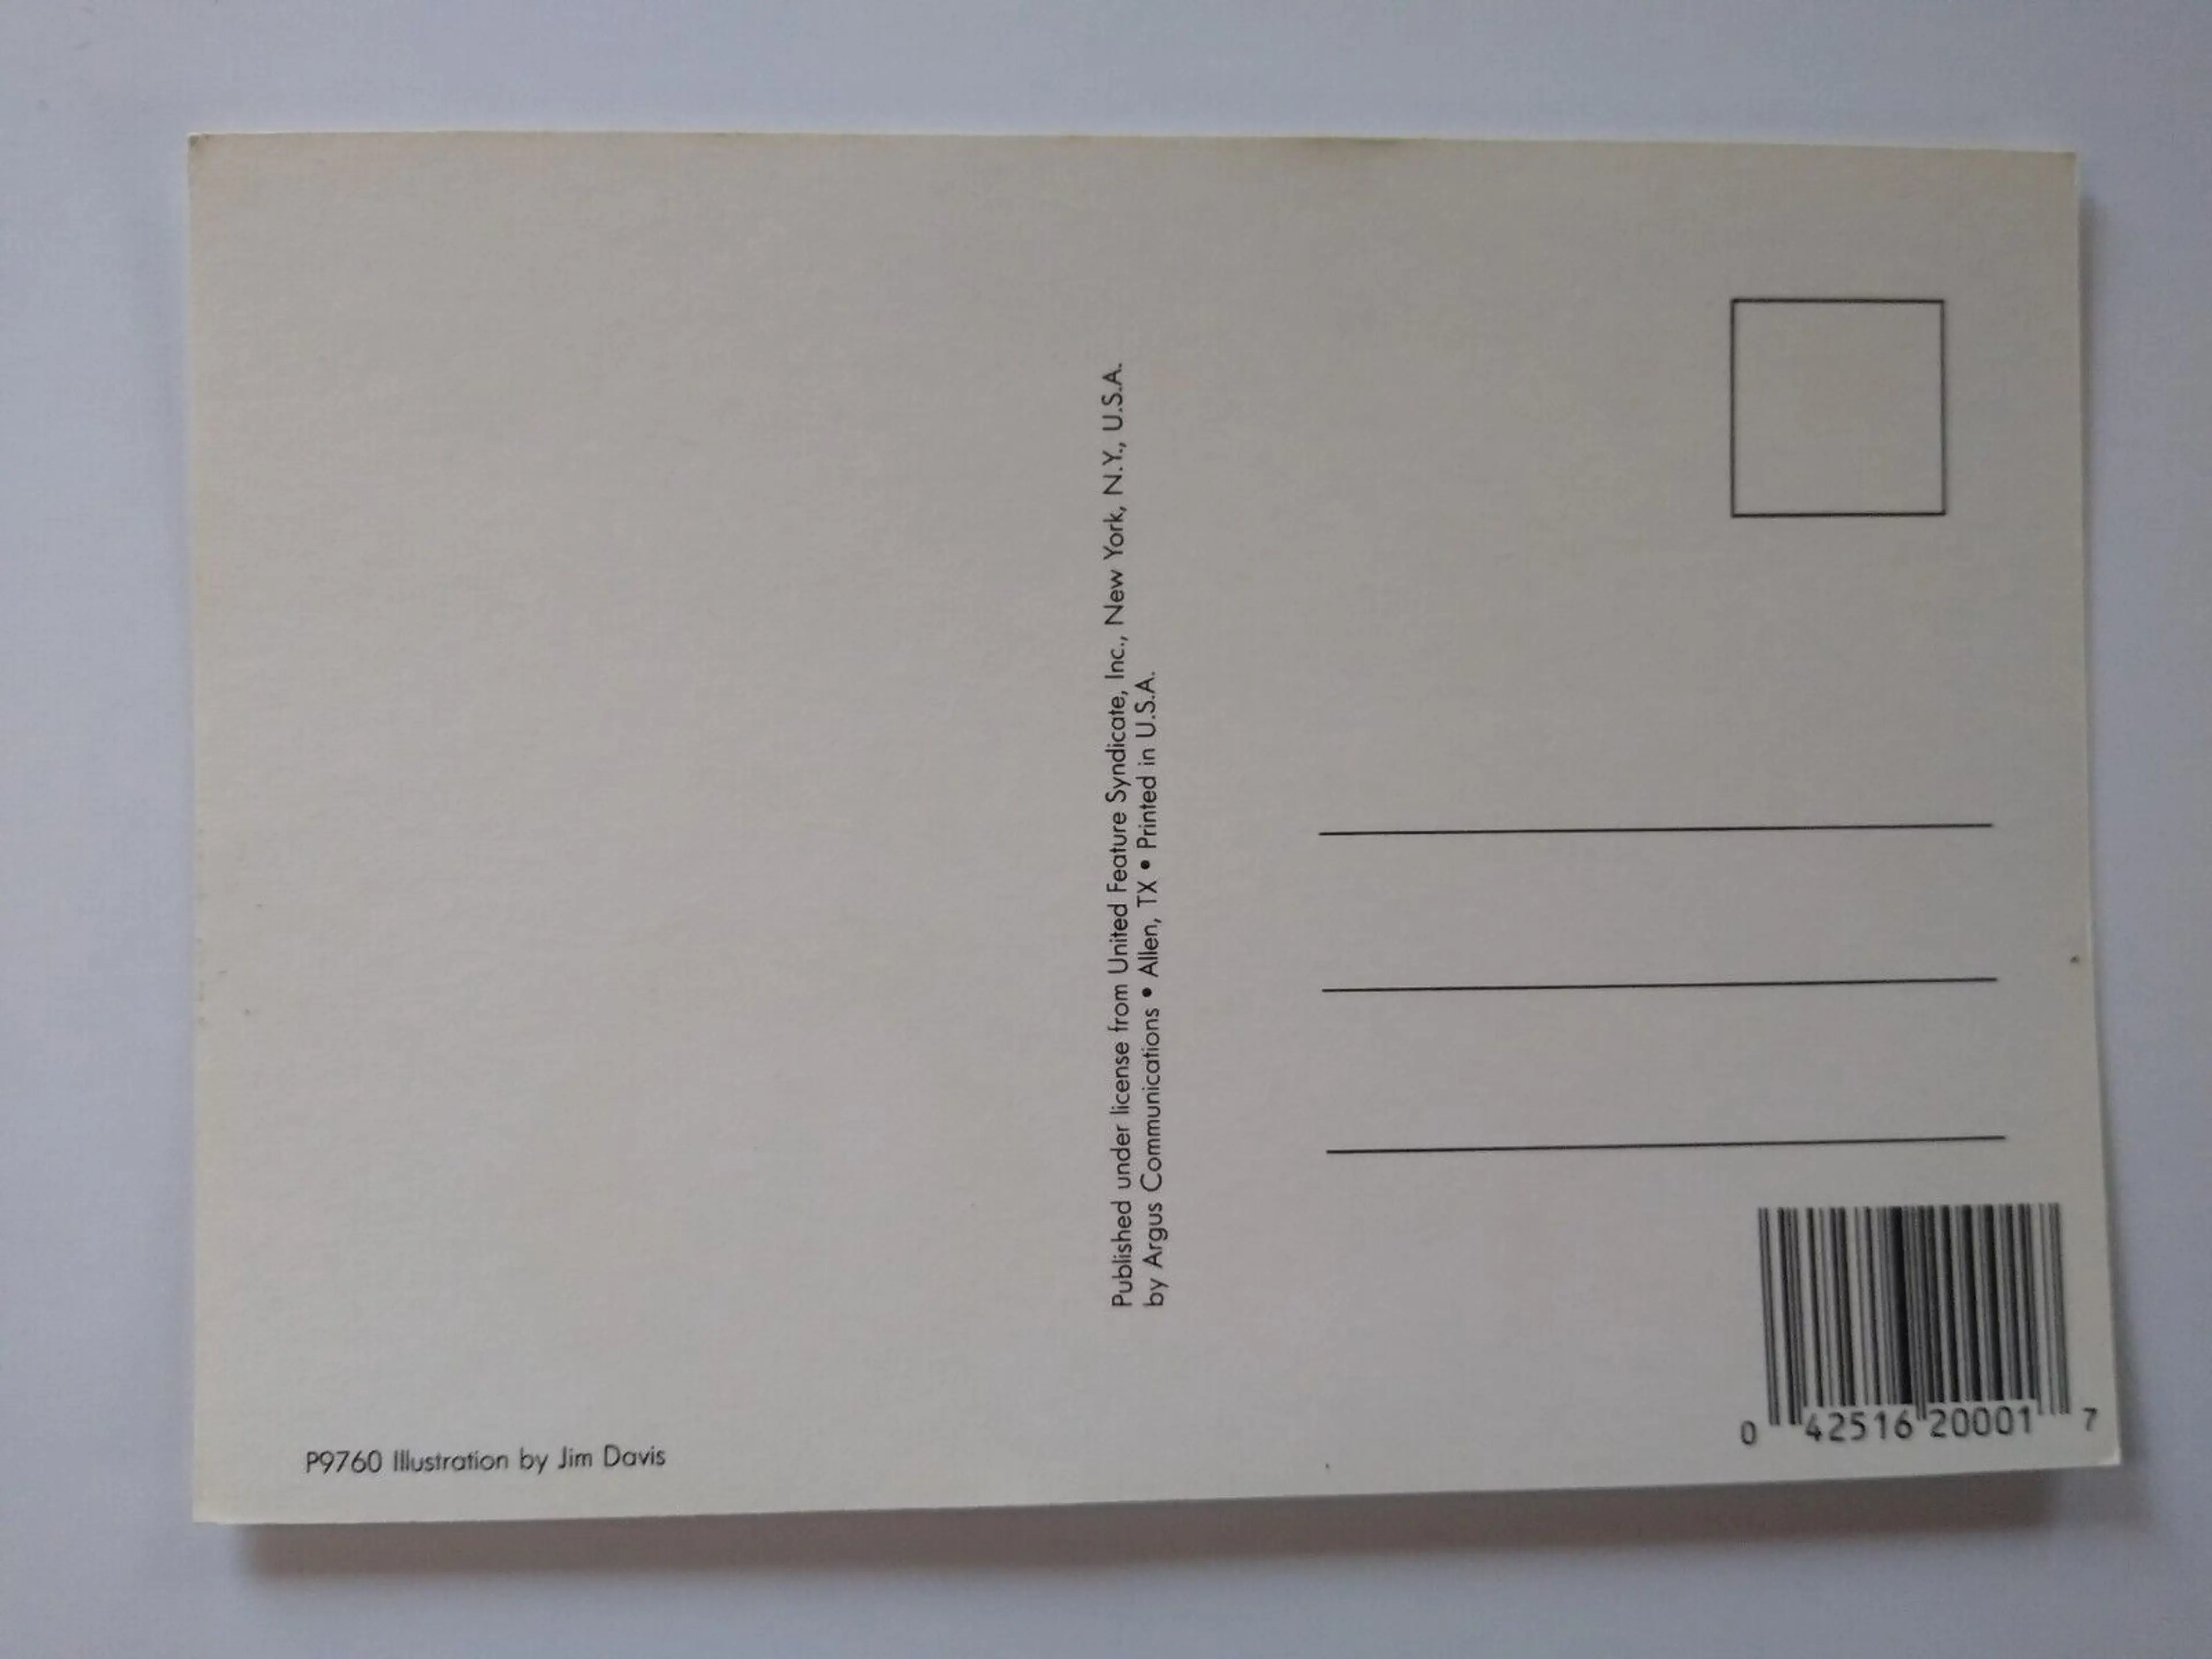 Published under license from United Feature Syndicate, Inc., New York, N.Y., U.S.A.
by Argus Communications • Allen, TX • Printed in U.S.A.
P9760 Illustration by Jim Davis
0 42516 20001 7